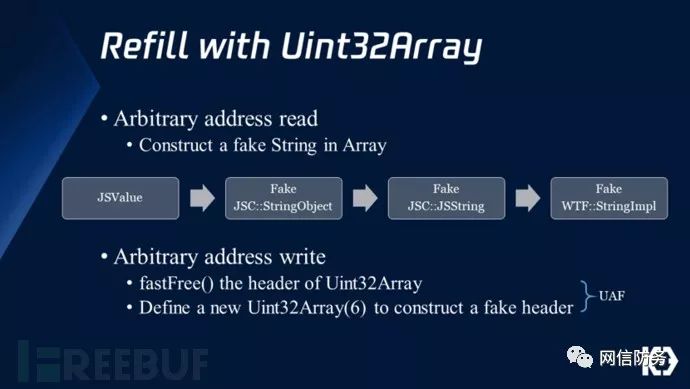 Refill with Uint32Array
• Arbitrary address read
• Construct a fake String in Array
JSValue
Fake
JSC::StringObject
Fake
JSC::JSString
Fake
WTF::StringImpl
• Arbitrary address write
• fastFree() the header of Uint32Array
• Define a new Uint32Array(6) to construct a fake header
UAF
FREEBUF
网信防务